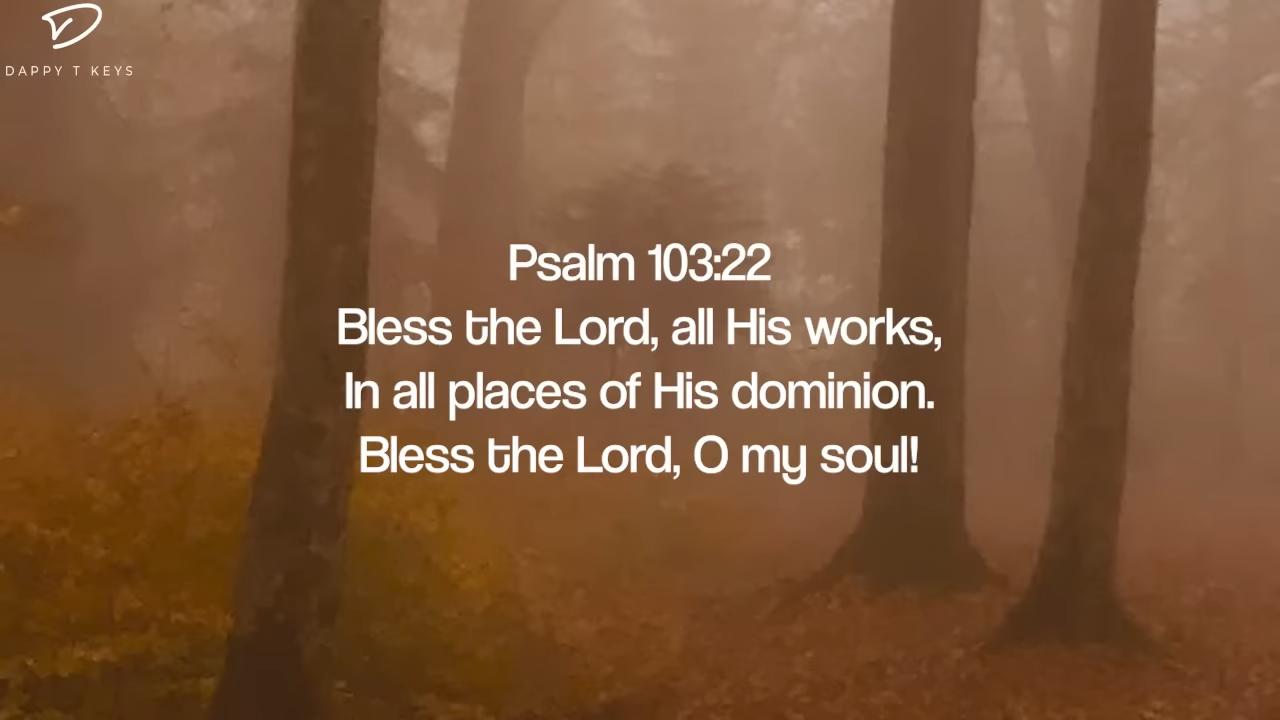 DAPPY T KEYS
Psalm 103:22
Bless the Lord, all His works,
In all places of His dominion.
Bless the Lord, O my soul!